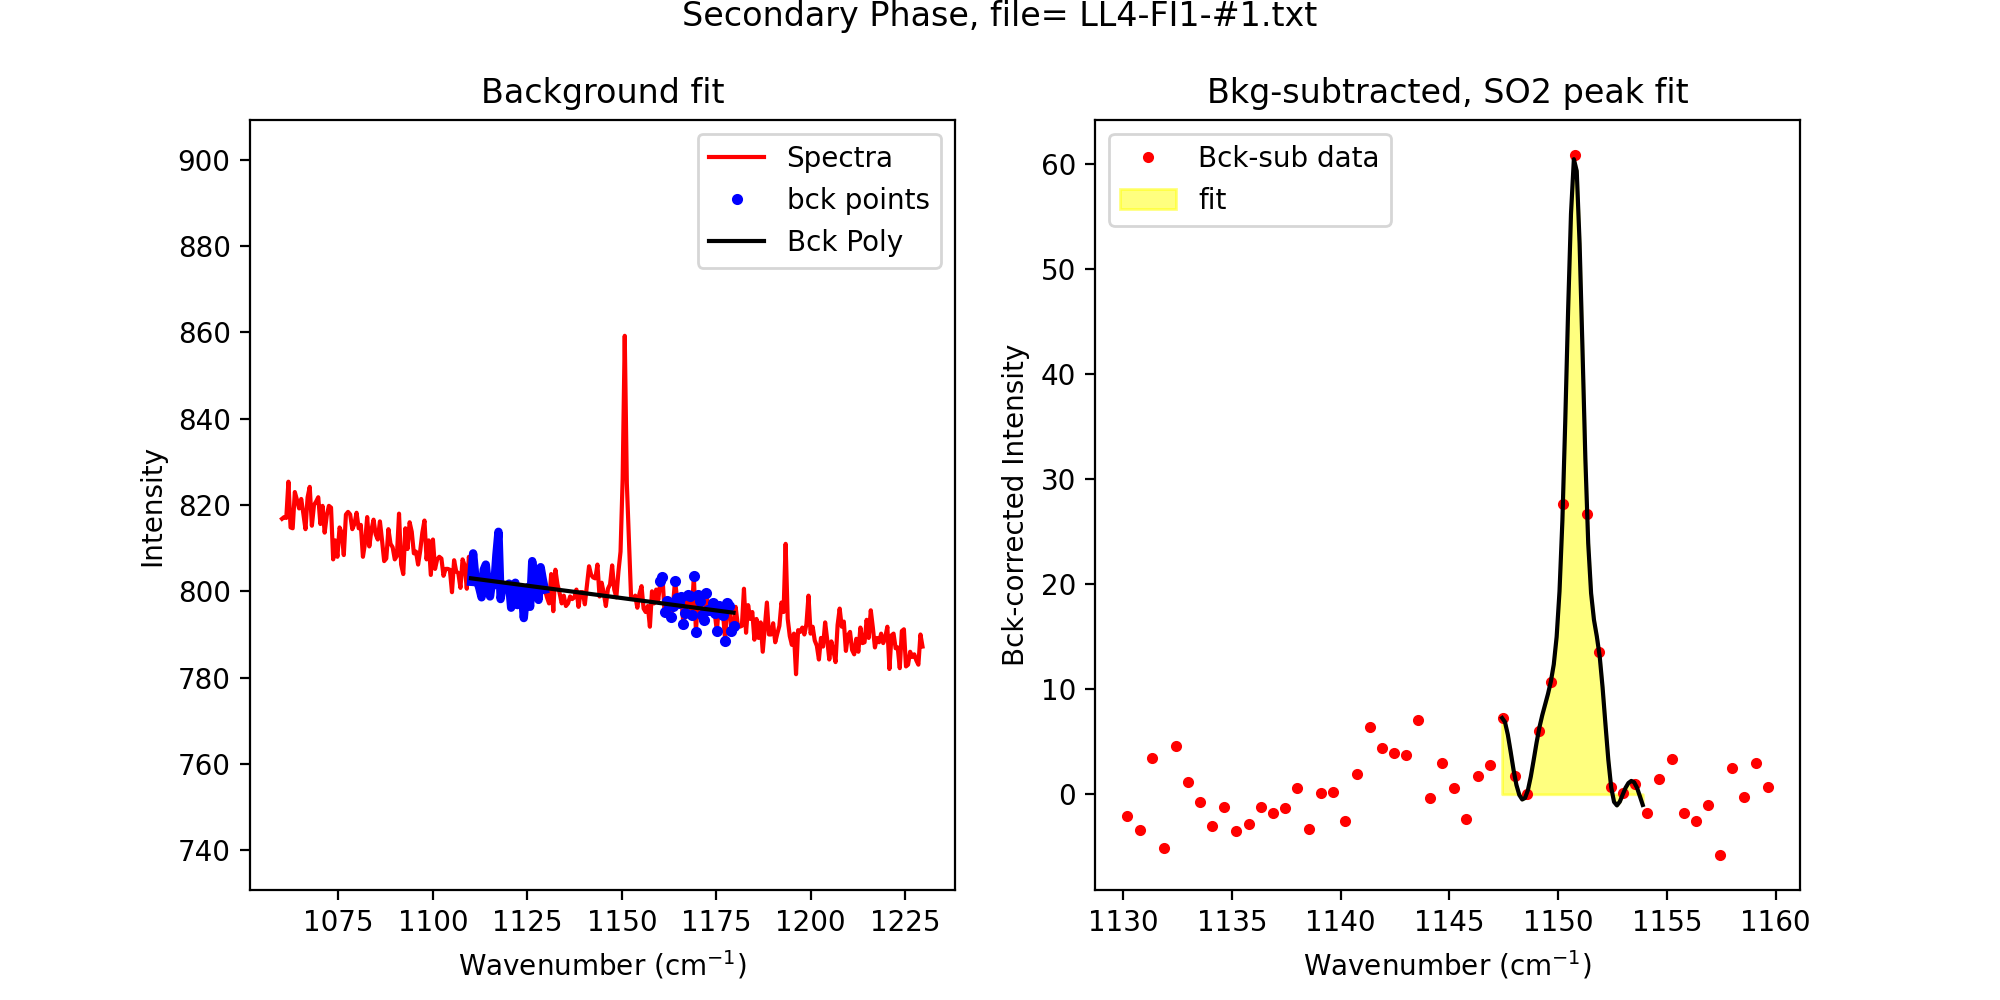 Secondary Phase, file= LL4-FI1-#1.txt
Background fit
900
880
860
840
820
800
780
760
740
Intensity
Spectra
bck points
Bck Poly
1075 1100 1125 1150 1175 1200 1225
Wavenumber (cm⁻¹)
Bkg-subtracted, SO2 peak fit
60
50
40
30
20
10
0
Bck-corrected Intensity
Bck-sub data
fit
1130 1135 1140 1145 1150 1155 1160
Wavenumber (cm⁻¹)